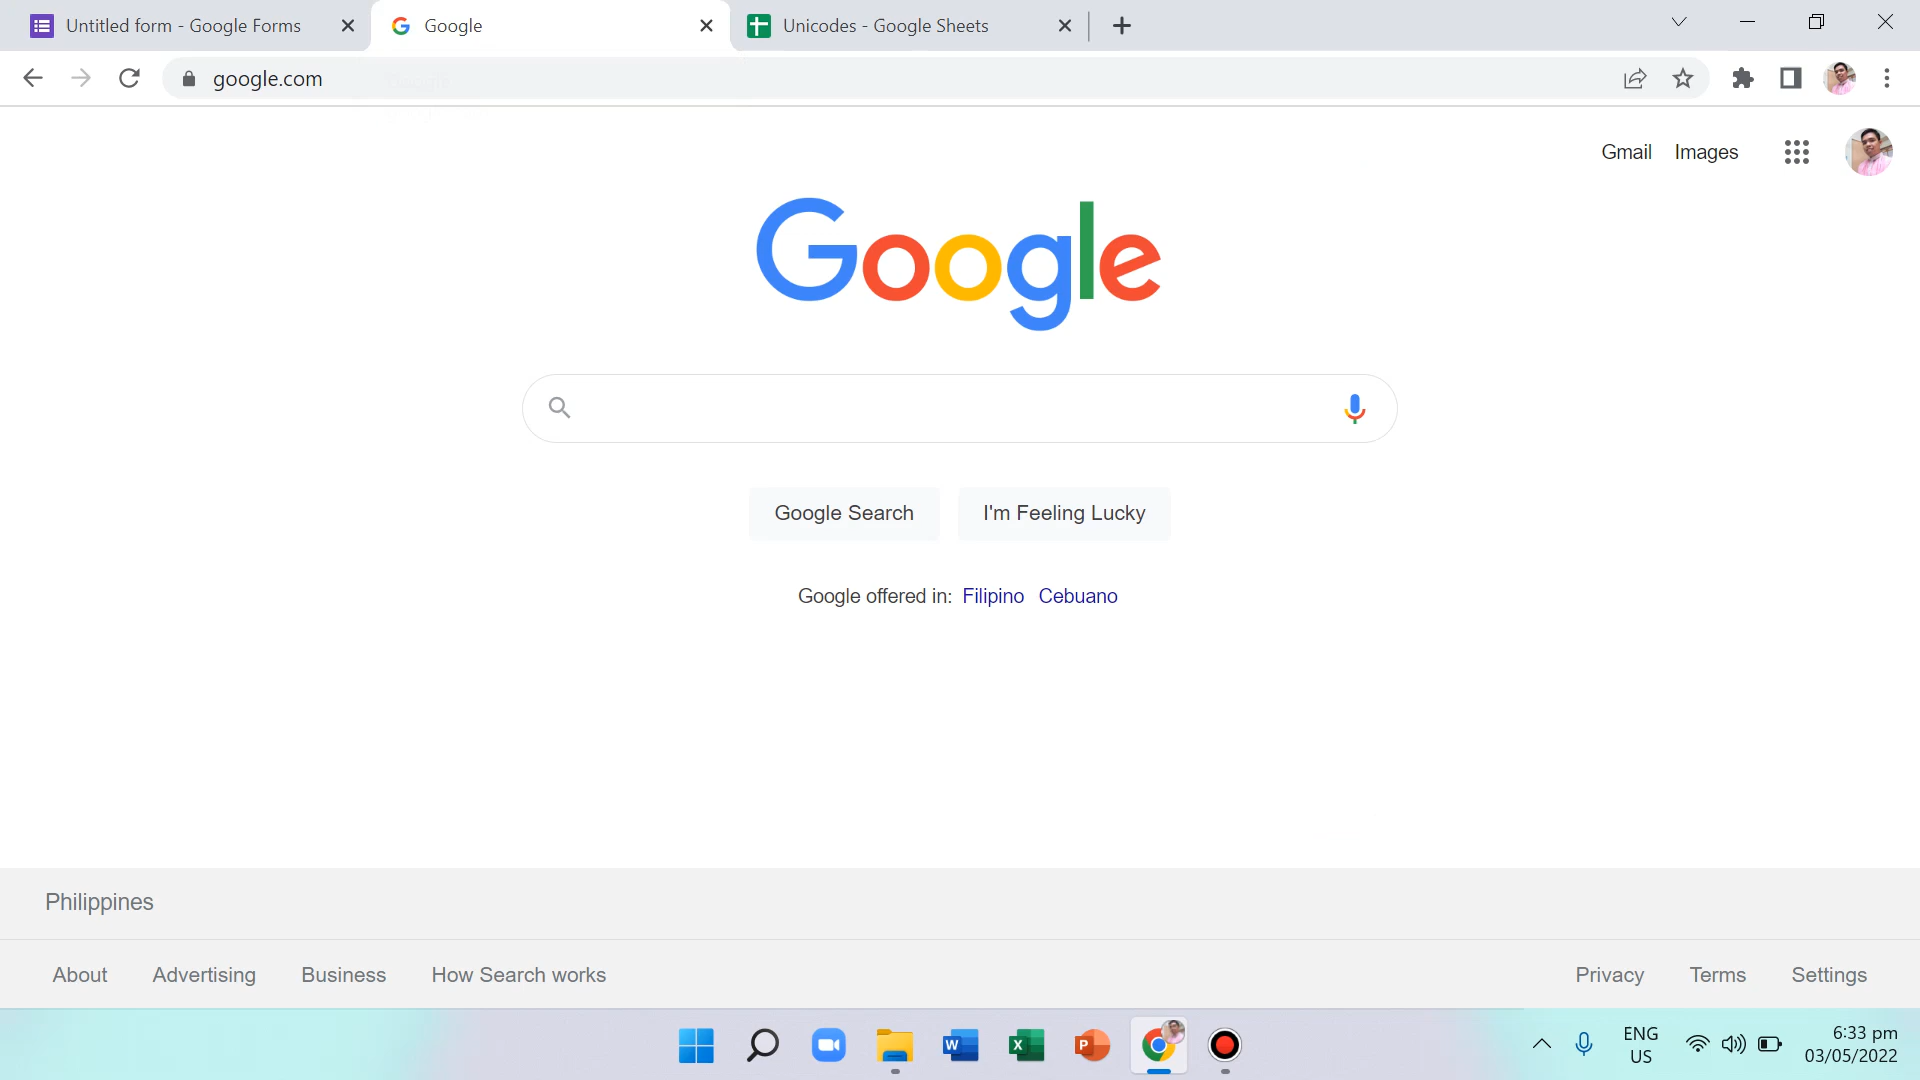 Untitled form - Google Forms
Google
Unicodes - Google Sheets
google.com
Gmail Images
Google
Google Search
I'm Feeling Lucky
Google offered in: Filipino Cebuano
Philippines
About Advertising Business How Search works
Privacy Terms Settings
W
X
P
ENG
US
6:33 pm
03/05/2022